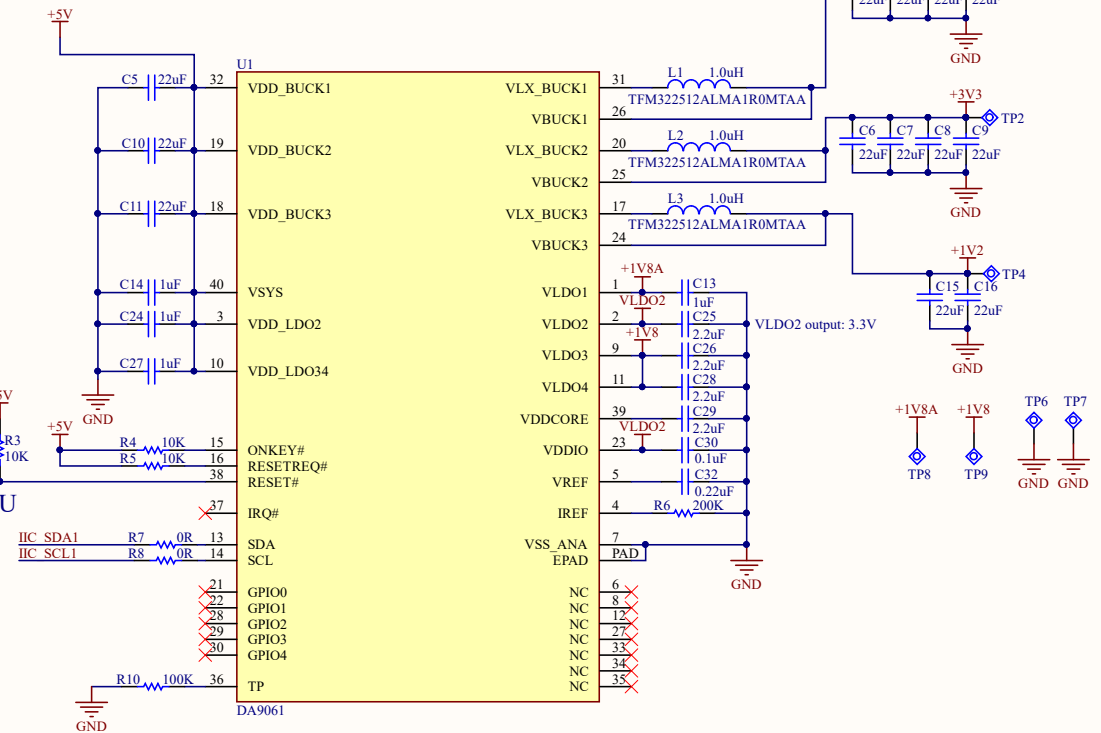 22uF 22uF 22uF 22uF
GND
+5V
U1
C5 22uF 32 VDD_BUCK1
VLX_BUCK1 31 L1 1.0uH
TFM322512ALMA1R0MTAA
VBUCK1 26
+3V3
TP2
C10 22uF 19 VDD_BUCK2
VLX_BUCK2 20 L2 1.0uH
TFM322512ALMA1R0MTAA
VBUCK2 25
C6 C7 C8 C9
22uF 22uF 22uF 22uF
GND
C11 22uF 18 VDD_BUCK3
VLX_BUCK3 17 L3 1.0uH
TFM322512ALMA1R0MTAA
VBUCK3 24
+1V2
TP4
C15 C16
22uF 22uF
GND
C14 1uF 40 VSYS
+1V8A
VLDO1 1 C13
1uF
C24 1uF 3 VDD_LDO2
VLDO2
VLDO2 2 C25
2.2uF
VLDO2 output: 3.3V
+1V8
VLDO3 9 C26
2.2uF
C27 1uF 10 VDD_LDO34
VLDO4 11 C28
2.2uF
GND
VDDCORE 39 C29
2.2uF
5V
R3
10K
U
+5V
R4 10K 15 ONKEY#
R5 10K 16 RESETREQ#
38 RESET#
VLDO2
VDDIO 23 C30
0.1uF
VREF 5 C32
0.22uF
37 IRQ#
IREF 4 R6 200K
+1V8A +1V8 TP6 TP7
TP8 TP9 GND GND
IIC_SDA1 R7 0R 13 SDA
IIC_SCL1 R8 0R 14 SCL
VSS_ANA 7
EPAD PAD
GND
21 GPIO0
22 GPIO1
28 GPIO2
29 GPIO3
30 GPIO4
NC 6
NC 8
NC 12
NC 27
NC 33
NC 34
NC 35
R10 100K 36 TP
GND
DA9061